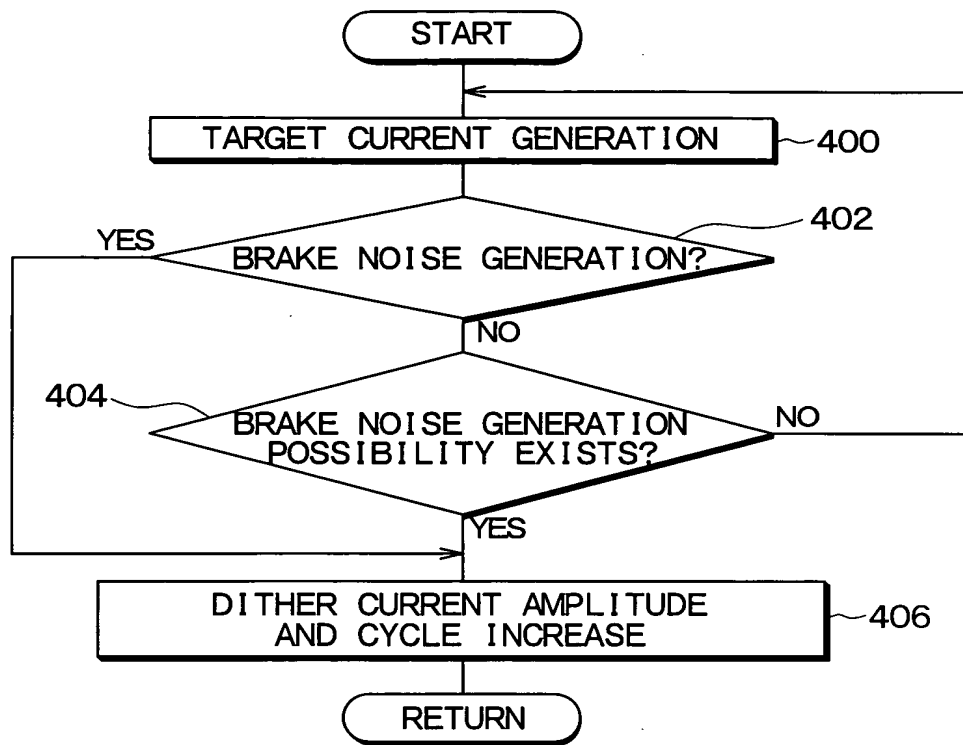 START
TARGET CURRENT GENERATION
400
402
YES
BRAKE NOISE GENERATION?
NO
404
BRAKE NOISE GENERATION
POSSIBILITY EXISTS?
NO
YES
DITHER CURRENT AMPLITUDE
AND CYCLE INCREASE
406
RETURN